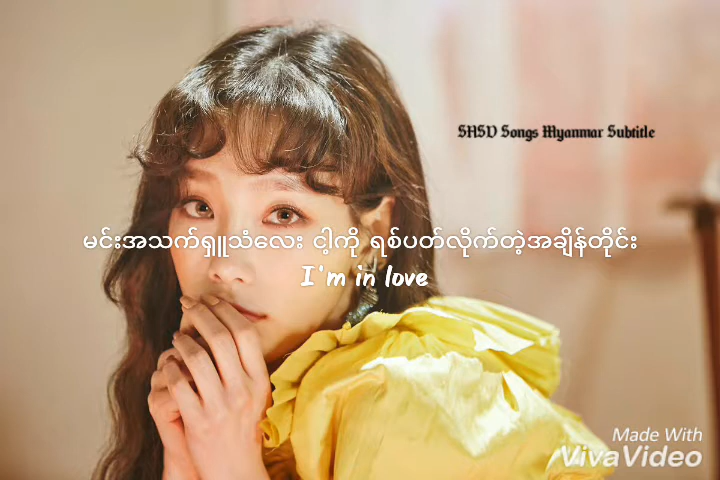 SNSD Songs Myanmar Subtitle
မင်းအသက်ရှူသံလေး ငါ့ကို ရစ်ပတ်လိုက်တဲ့အချိန်တိုင်း
I'm in love
Made With
VivaVideo